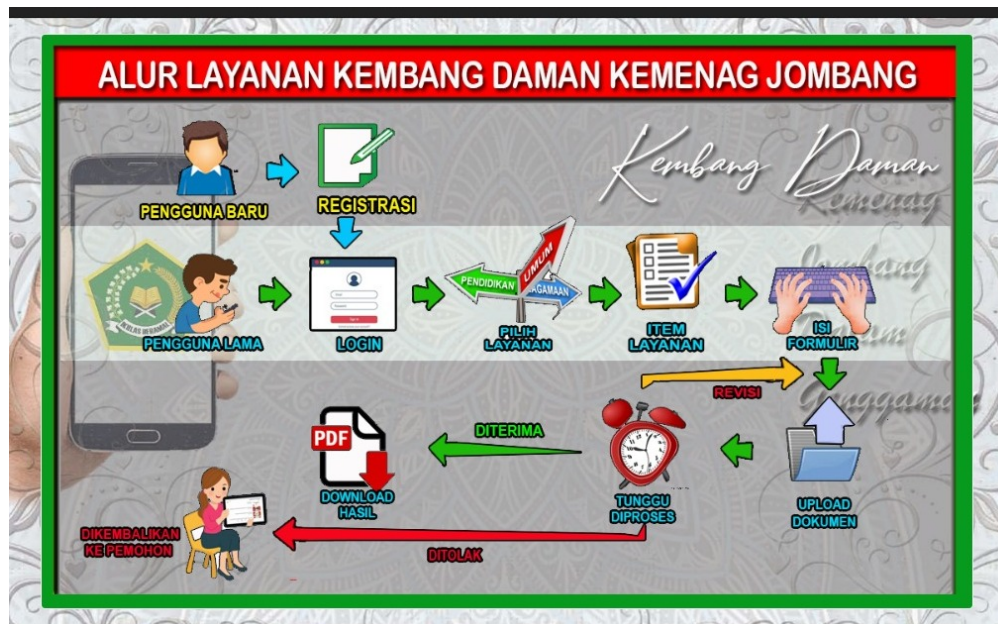 ALUR LAYANAN KEMBANG DAMAN KEMENAG JOMBANG
Kembang Daman
Kemenag
Jombang
Dalam
Genggaman
PENGGUNA BARU
REGISTRASI
PENGGUNA LAMA
LOGIN
PENDIDIKAN
UMUM
AGAMAAN
PILIH
LAYANAN
ITEM
LAYANAN
ISI
FORMULIR
REVISI
UPLOAD
DOKUMEN
TUNGGU
DIPROSES
DITERIMA
PDF
DOWNLOAD
HASIL
DITOLAK
DIKEMBALIKAN
KE PEMOHON